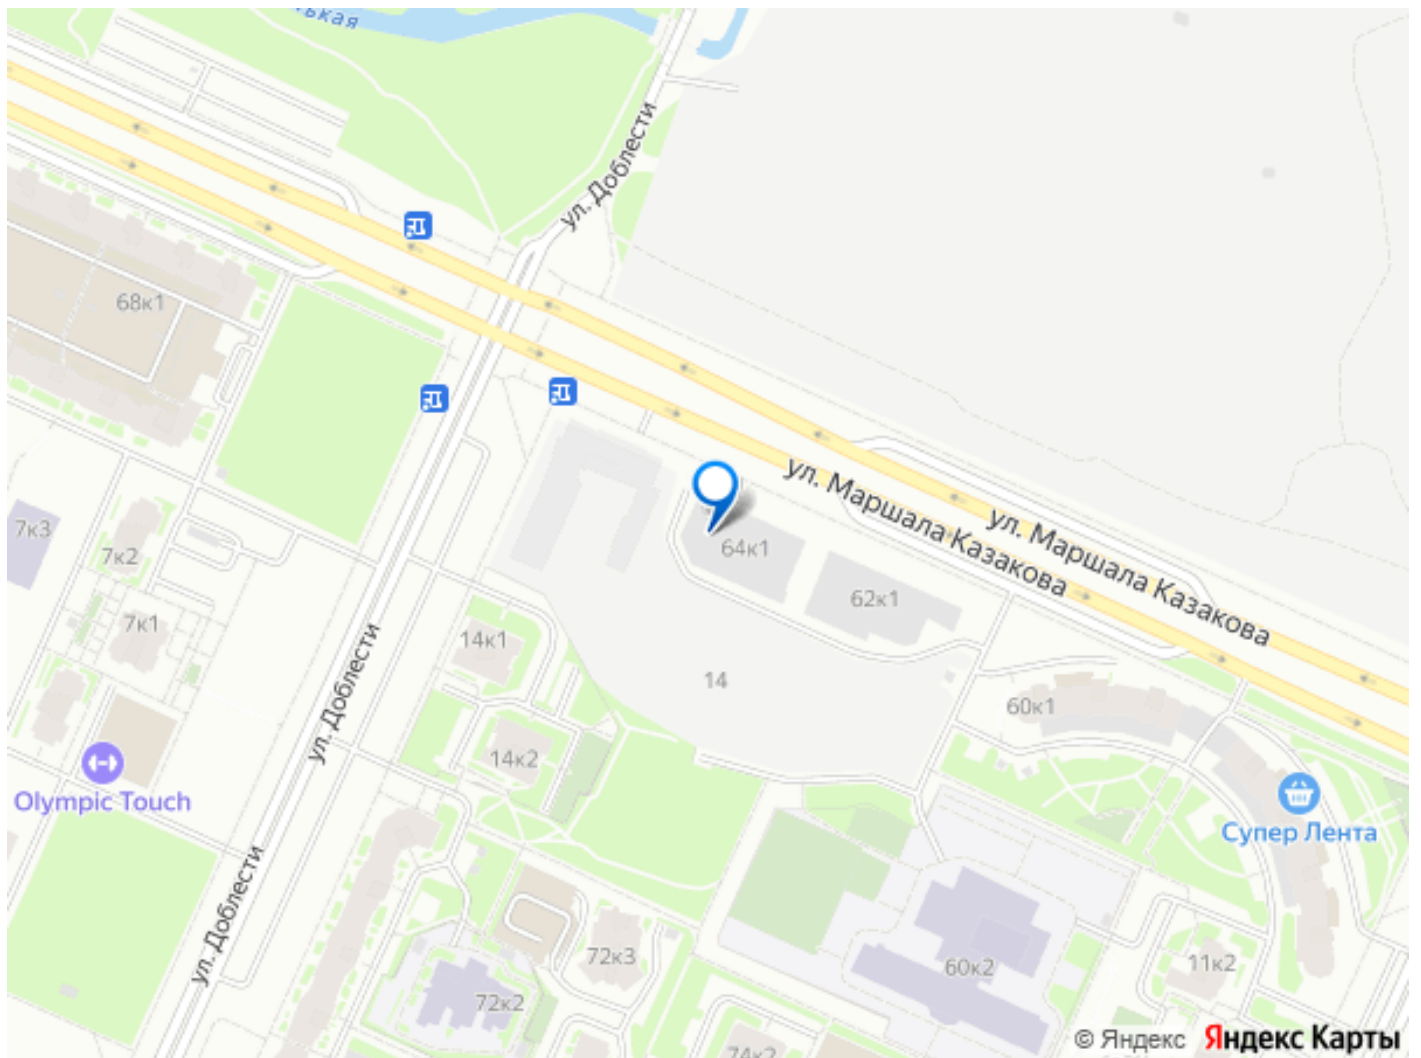 ул. Доблести
68к1
ул. Маршала Казакова
ул. Маршала Казакова
7к3
7к2
64к1
62к1
7к1
14к1
ул. Доблести
14
60к1
14к2
Olympic Touch
Супер Лента
ул. Доблести
72к3
60к2
11к2
72к2
74к2
© Яндекс Яндекс Карты